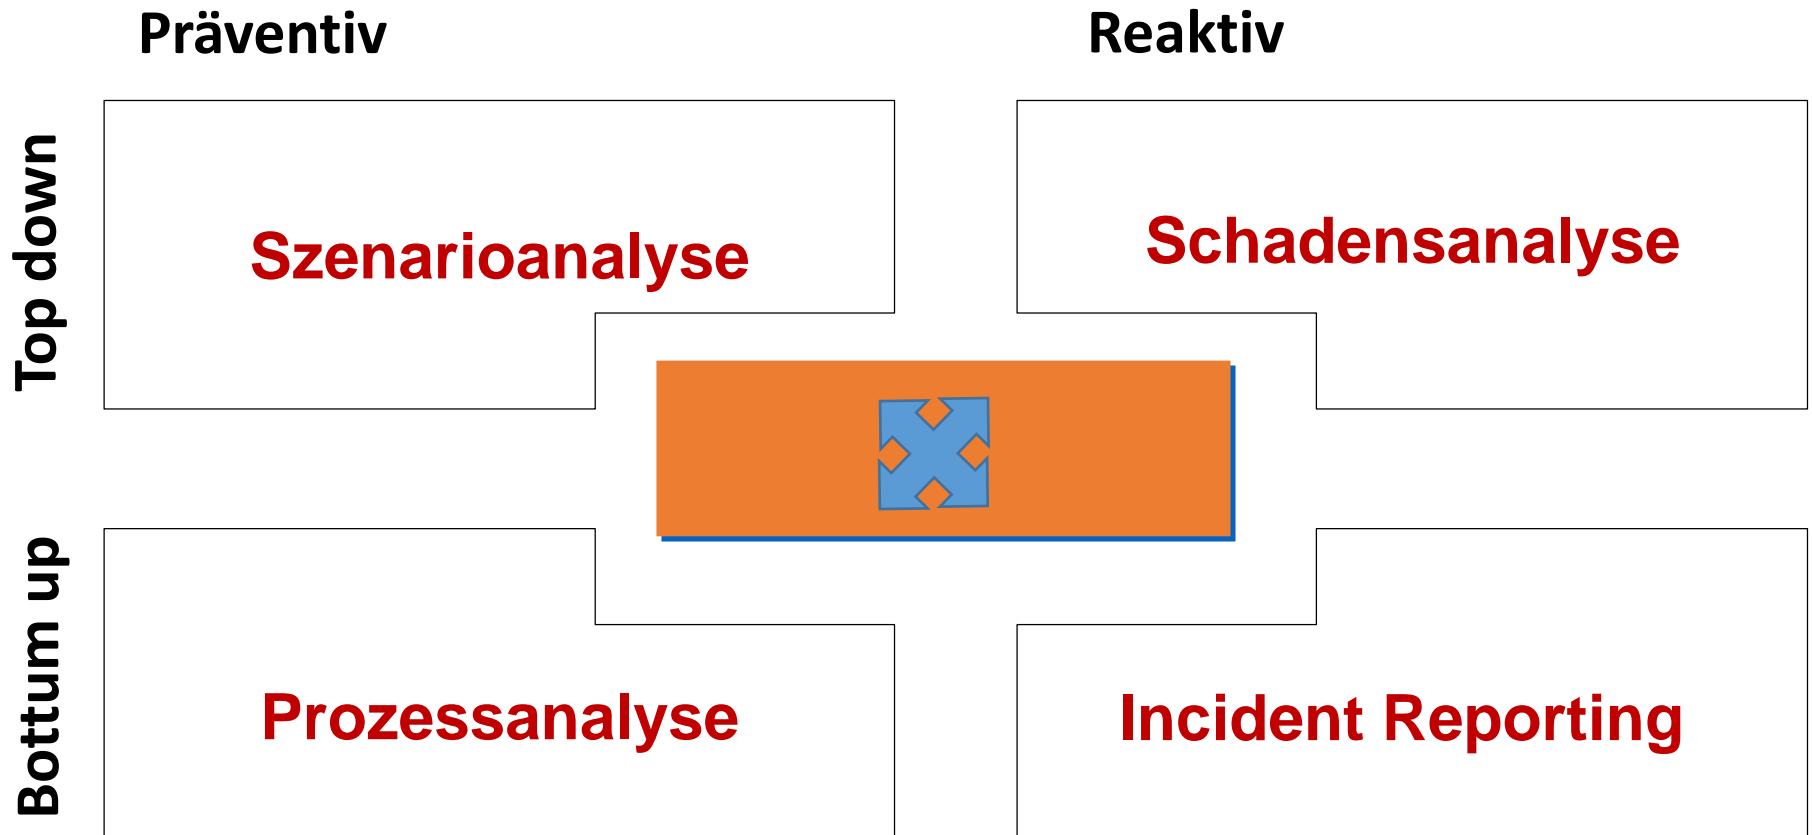 Präventiv
Reaktiv
Top down
Szenarioanalyse
Schadensanalyse
Bottum up
Prozessanalyse
Incident Reporting